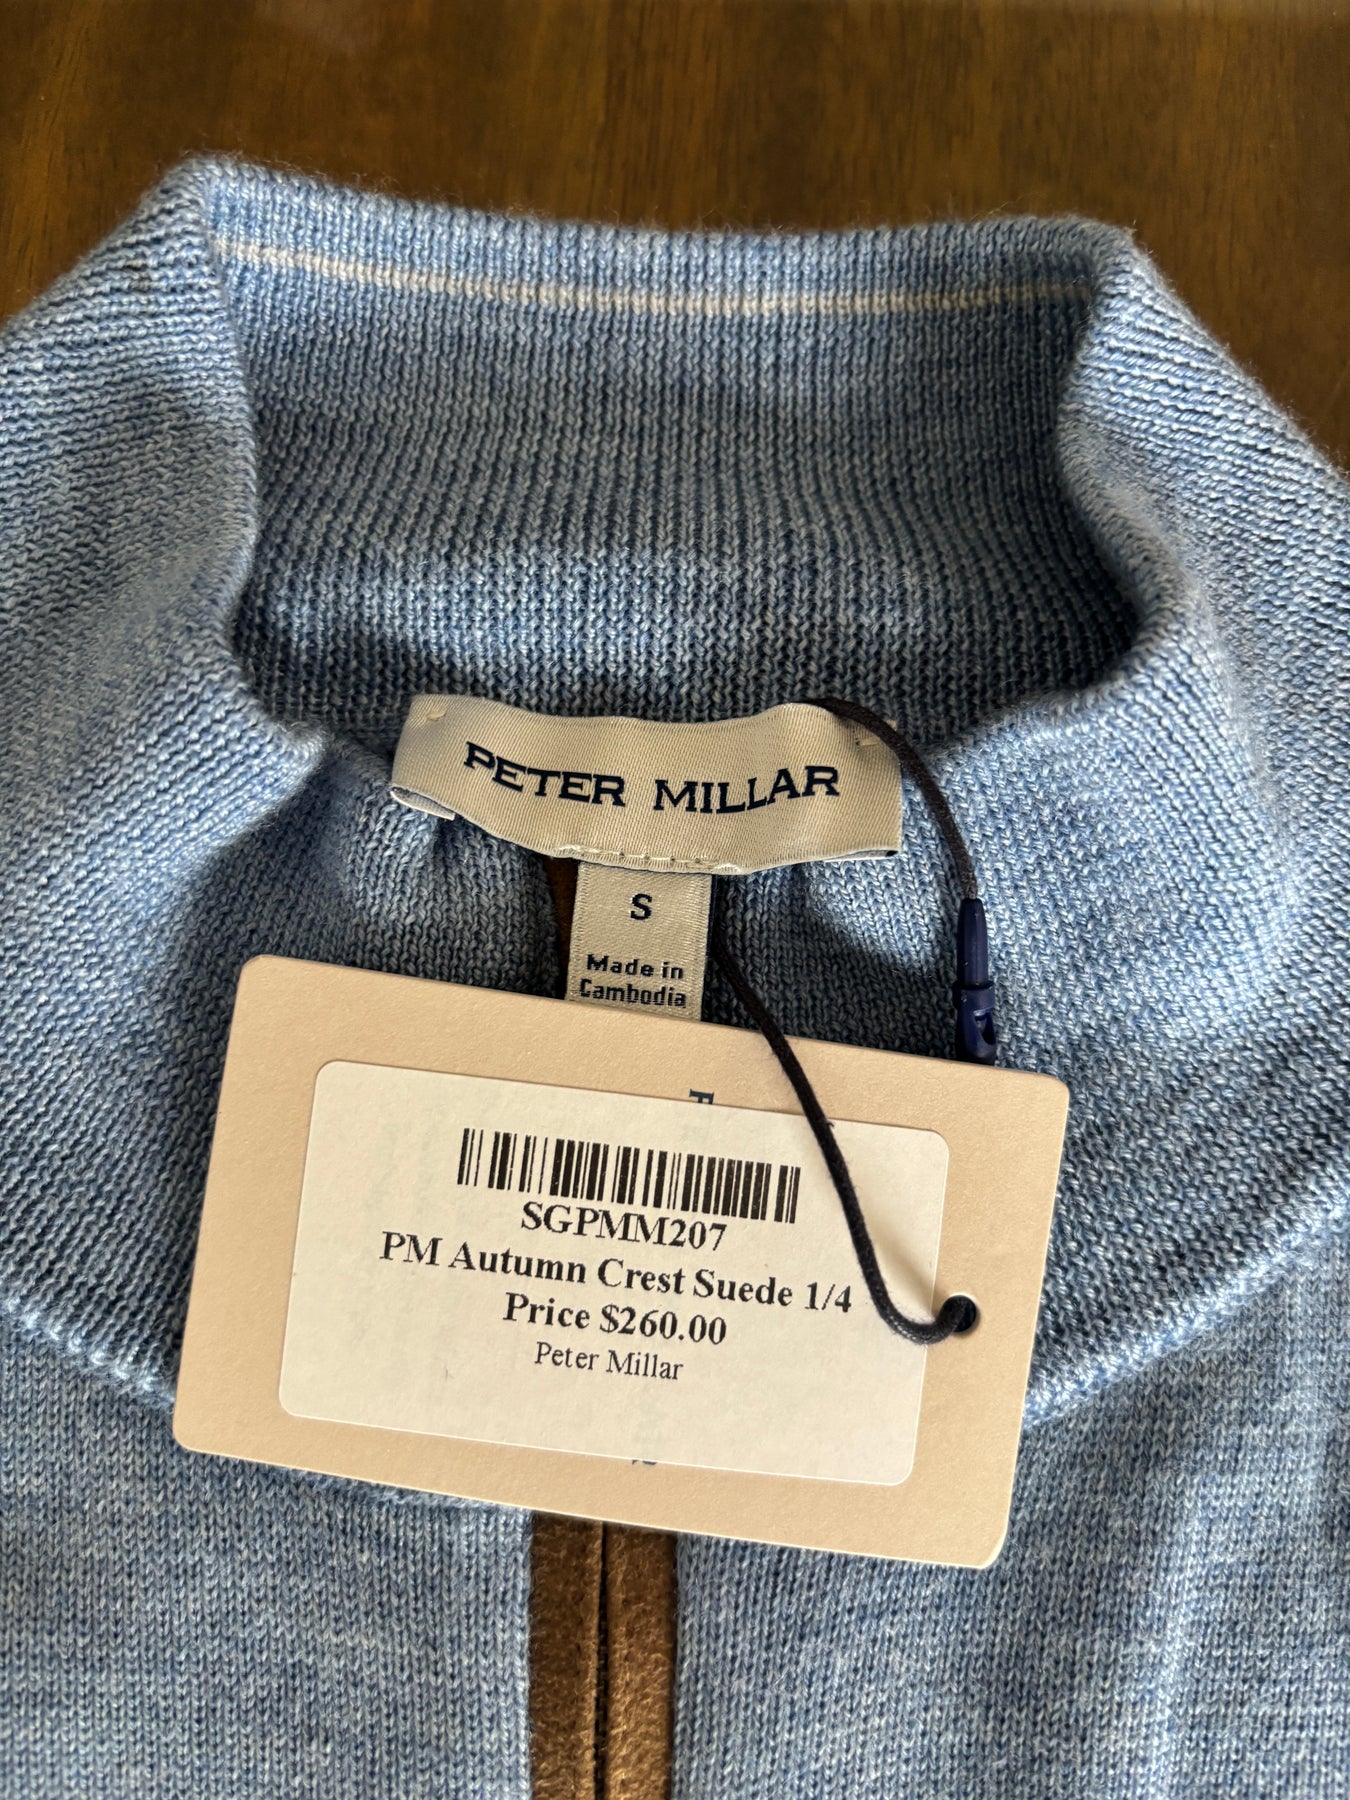 PETER MILLAR
S
Made in
Cambodia
SGPMM207
PM Autumn Crest Suede 1/4
Price $260.00
Peter Millar